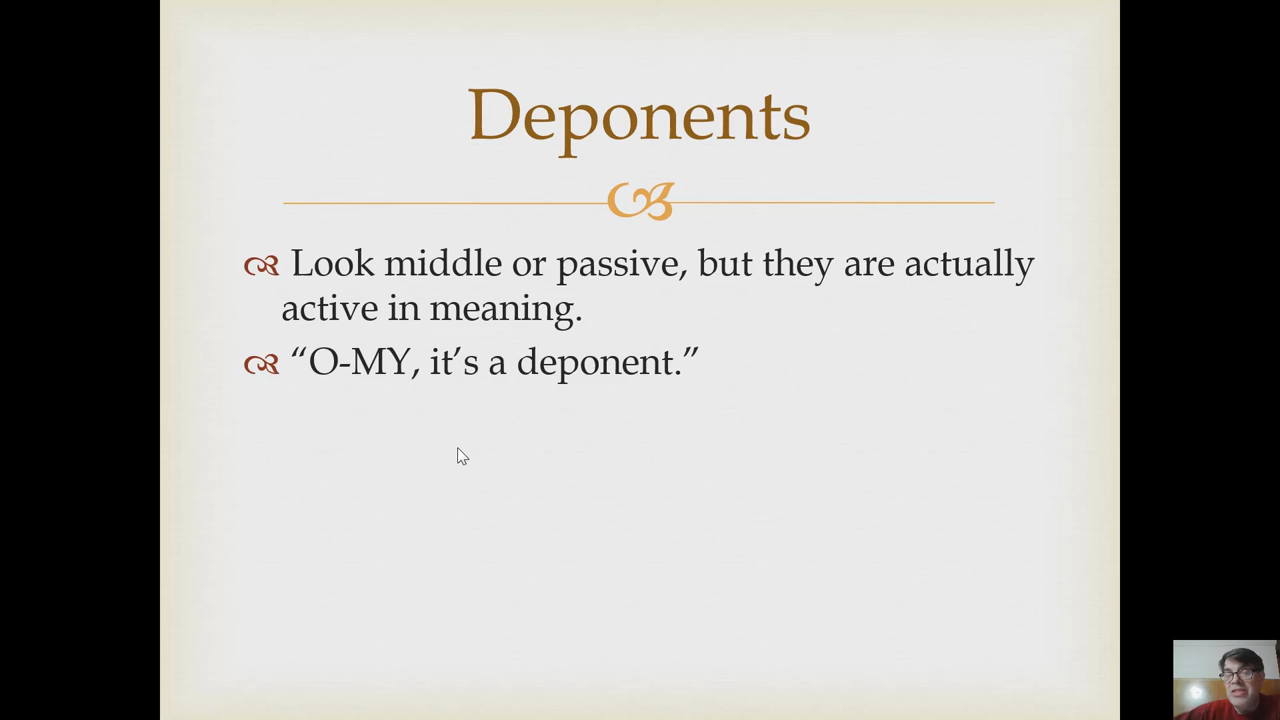 Deponents
Look middle or passive, but they are actually
active in meaning.
“O-MY, it’s a deponent.”